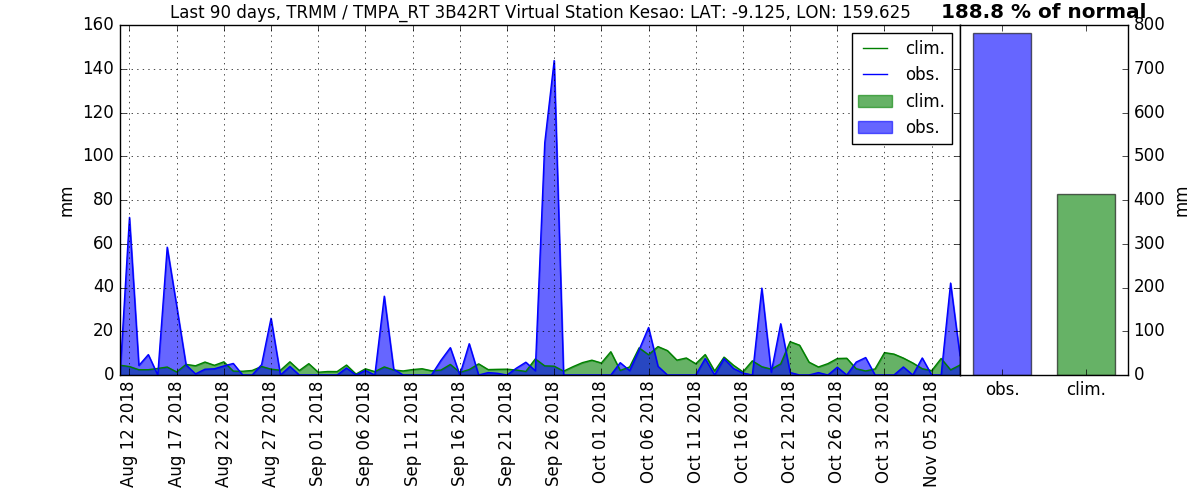 Last 90 days, TRMM / TMPA_RT 3B42RT Virtual Station Kesao: LAT: -9.125, LON: 159.625
188.8 % of normal
160
140
120
100
80
60
40
20
0
mm
clim.
obs.
clim.
obs.
800
700
600
500
400
300
200
100
0
mm
Aug 12 2018
Aug 17 2018
Aug 22 2018
Aug 27 2018
Sep 01 2018
Sep 06 2018
Sep 11 2018
Sep 16 2018
Sep 21 2018
Sep 26 2018
Oct 01 2018
Oct 06 2018
Oct 11 2018
Oct 16 2018
Oct 21 2018
Oct 26 2018
Oct 31 2018
Nov 05 2018
obs.
clim.